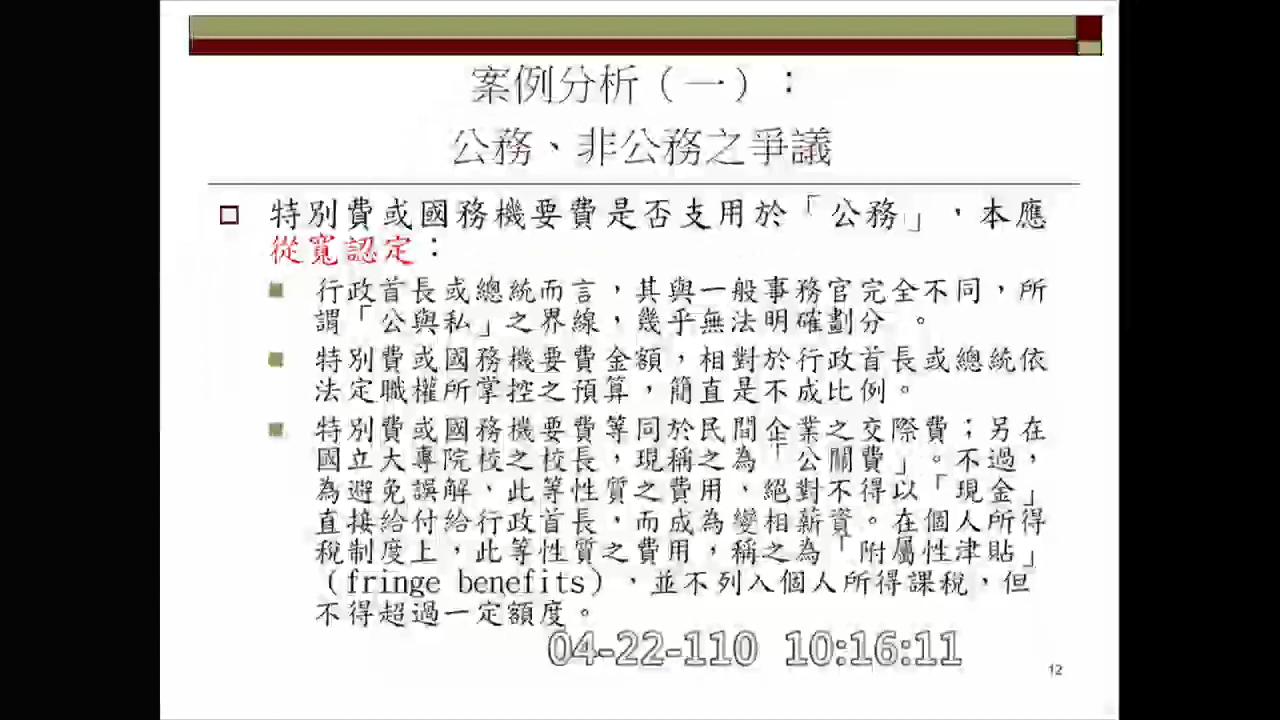 案例分析（一）：
公務、非公務之爭議
特別費或國務機要費是否支用於「公務」，本應
從寬認定：
行政首長或總統而言，其與一般事務官完全不同，所
謂「公與私」之界線，幾乎無法明確劃分 。
特別費或國務機要費金額，相對於行政首長或總統依
法定職權所掌控之預算，簡直是不成比例。
特別費或國務機要費等同於民間企業之交際費；另在
國立大專院校之校長，現稱之為「公關費」。不過，
為避免誤解，此等性質之費用，絕對不得以「現金」
直接給付給行政首長，而成為變相薪資。在個人所得
稅制度上，此等性質之費用，稱之為「附屬性津貼」
（fringe benefits），並不列入個人所得課稅，但
不得超過一定額度。
04-22-110 10:16:11
12